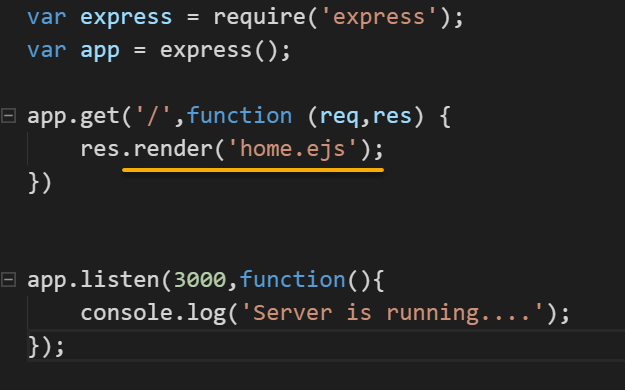 var express = require('express');
var app = express();
app.get('/',function (req,res) {
res.render('home.ejs');
})
app.listen(3000,function(){
console.log('Server is running....');
});